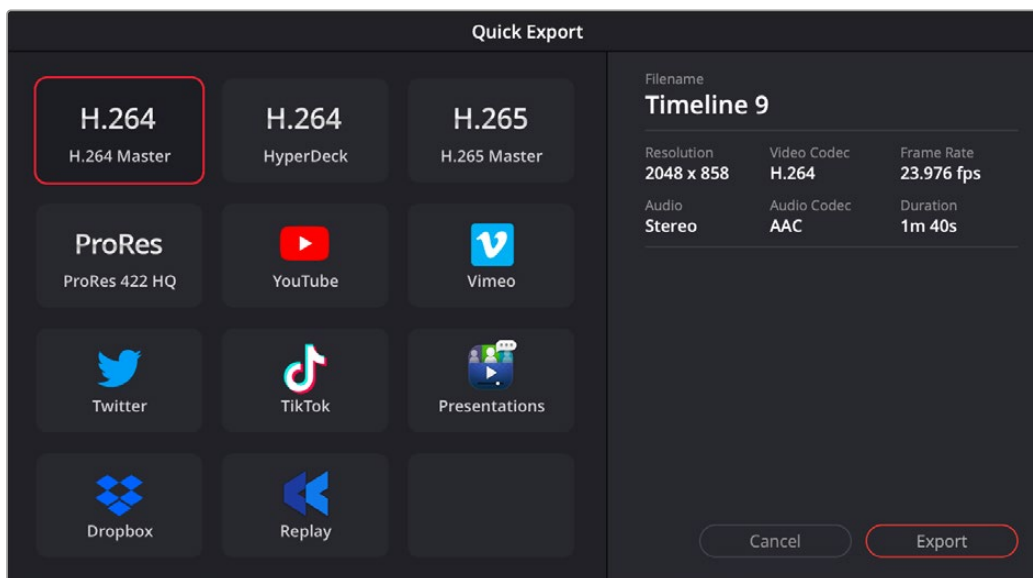 Quick Export
H.264
H.264 Master
H.264
HyperDeck
H.265
H.265 Master
ProRes
ProRes 422 HQ
YouTube
Vimeo
Twitter
TikTok
Presentations
Dropbox
Replay
Filename
Timeline 9
Resolution
2048 x 858
Video Codec
H.264
Frame Rate
23.976 fps
Audio
Stereo
Audio Codec
AAC
Duration
1m 40s
Cancel
Export